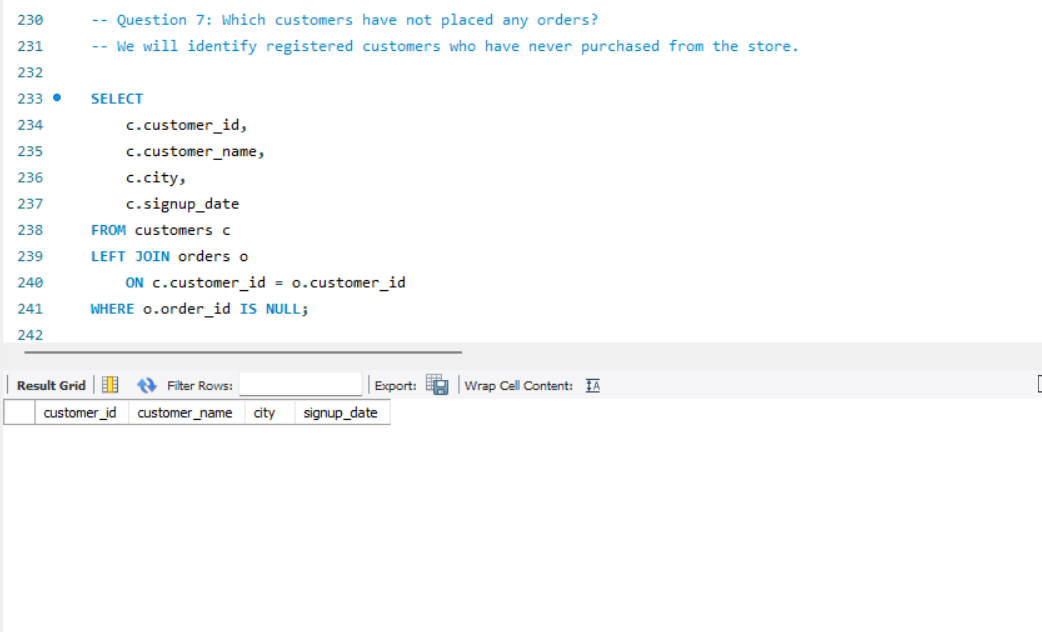 230 -- Question 7: Which customers have not placed any orders?
231 -- We will identify registered customers who have never purchased from the store.
232
233 SELECT
234 c.customer_id,
235 c.customer_name,
236 c.city,
237 c.signup_date
238 FROM customers c
239 LEFT JOIN orders o
240 ON c.customer_id = o.customer_id
241 WHERE o.order_id IS NULL;
242
Result Grid Filter Rows: Export: Wrap Cell Content: IA
customer_id customer_name city signup_date